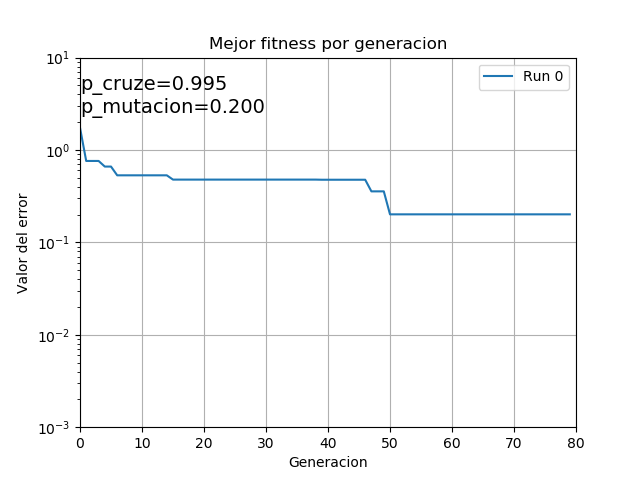 Mejor fitness por generacion
p_cruze=0.995
p_mutacion=0.200
Run 0
Valor del error
10¹
10⁰
10⁻¹
10⁻²
10⁻³
0 10 20 30 40 50 60 70 80
Generacion